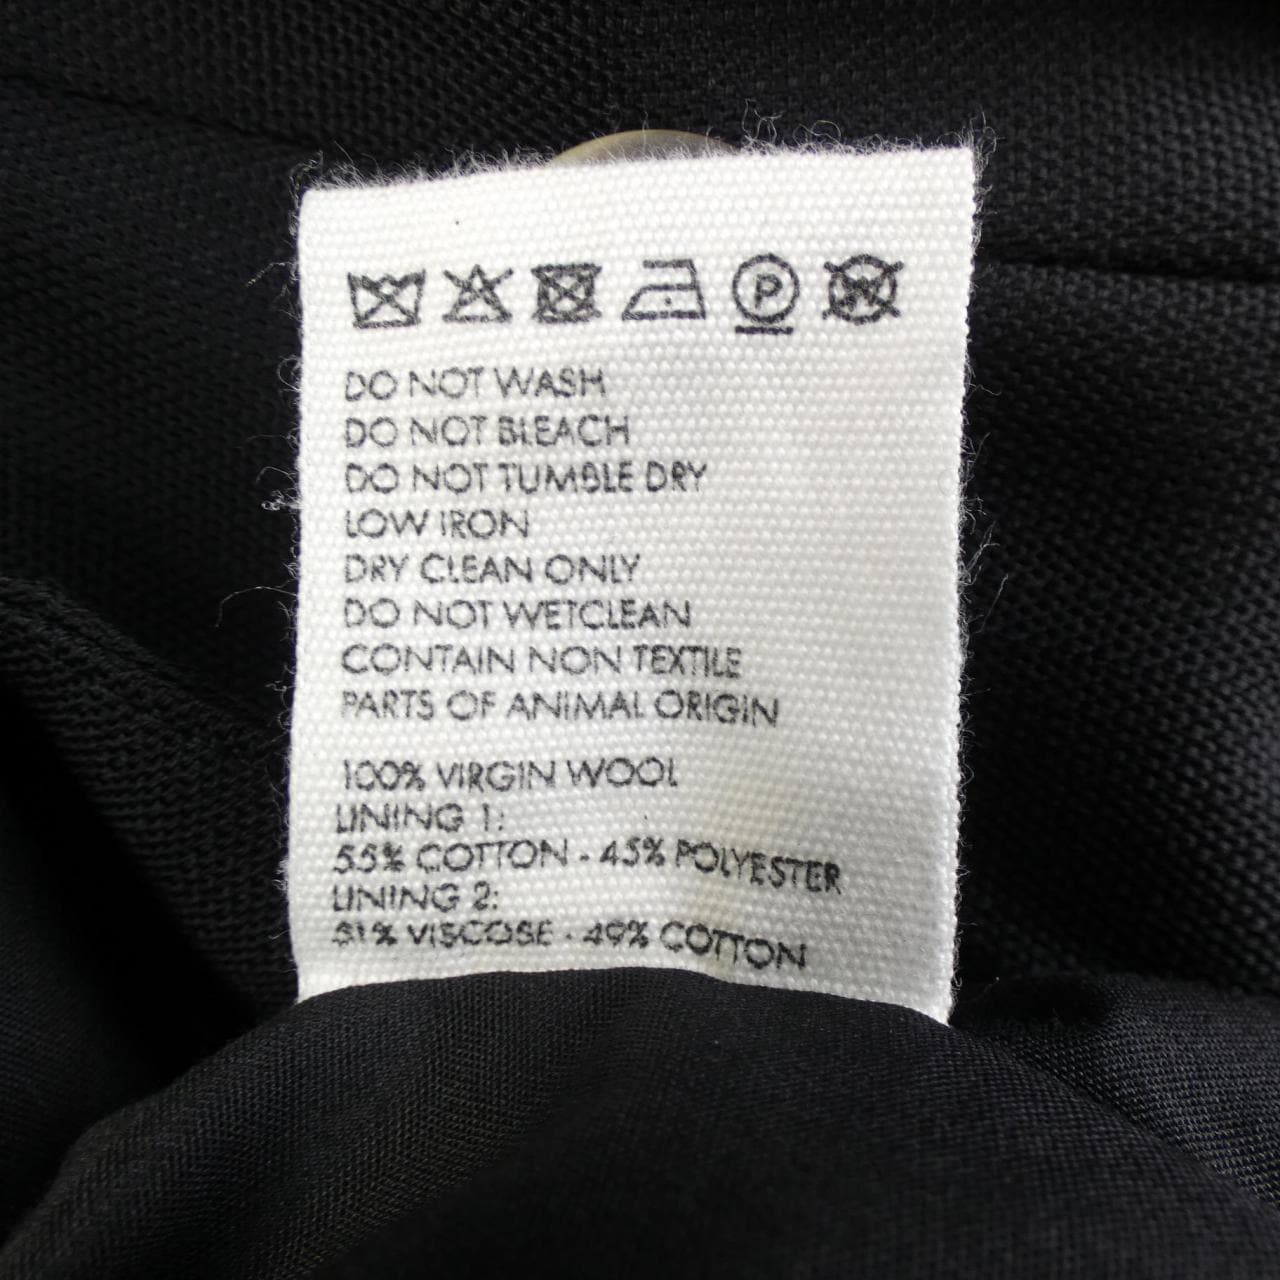 P W
DO NOT WASH
DO NOT BLEACH
DO NOT TUMBLE DRY
LOW IRON
DRY CLEAN ONLY
DO NOT WETCLEAN
CONTAIN NON TEXTILE
PARTS OF ANIMAL ORIGIN
100% VIRGIN WOOL
LINING 1:
55% COTTON - 45% POLYESTER
LINING 2:
51% VISCOSE - 49% COTTON